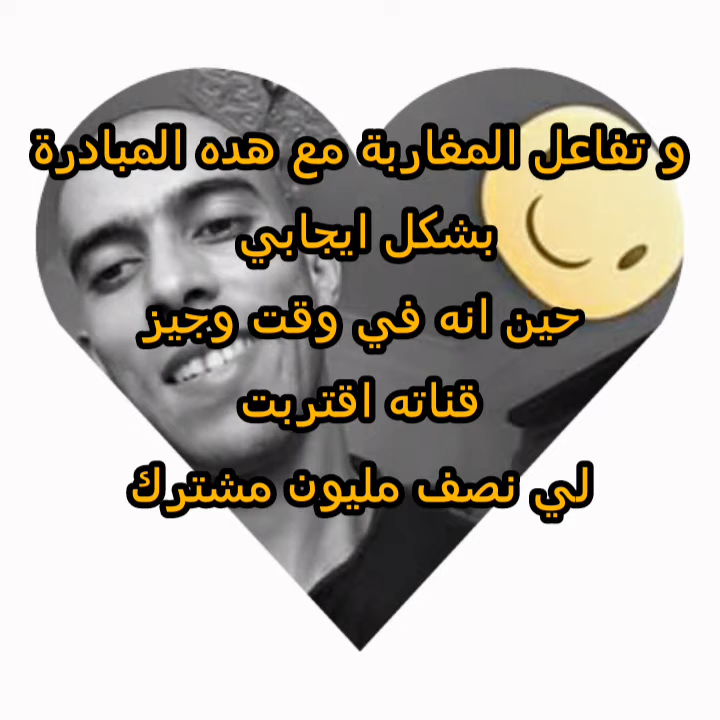 و تفاعل المغاربة مع هده المبادرة
بشكل ايجابي
حين انه في وقت وجيز
قناته اقتربت
لي نصف مليون مشترك